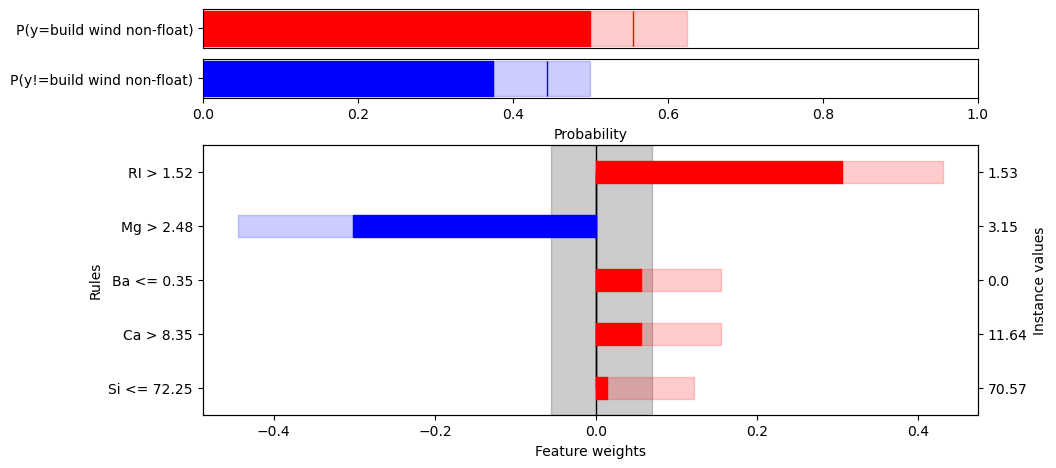 P(y=build wind non-float)
P(y!=build wind non-float)
0.0 0.2 0.4 0.6 0.8 1.0
Probability
RI > 1.52 1.53
Mg > 2.48 3.15
Ba <= 0.35 0.0
Ca > 8.35 11.64
Si <= 72.25 70.57
Rules
Instance values
−0.4 −0.2 0.0 0.2 0.4
Feature weights